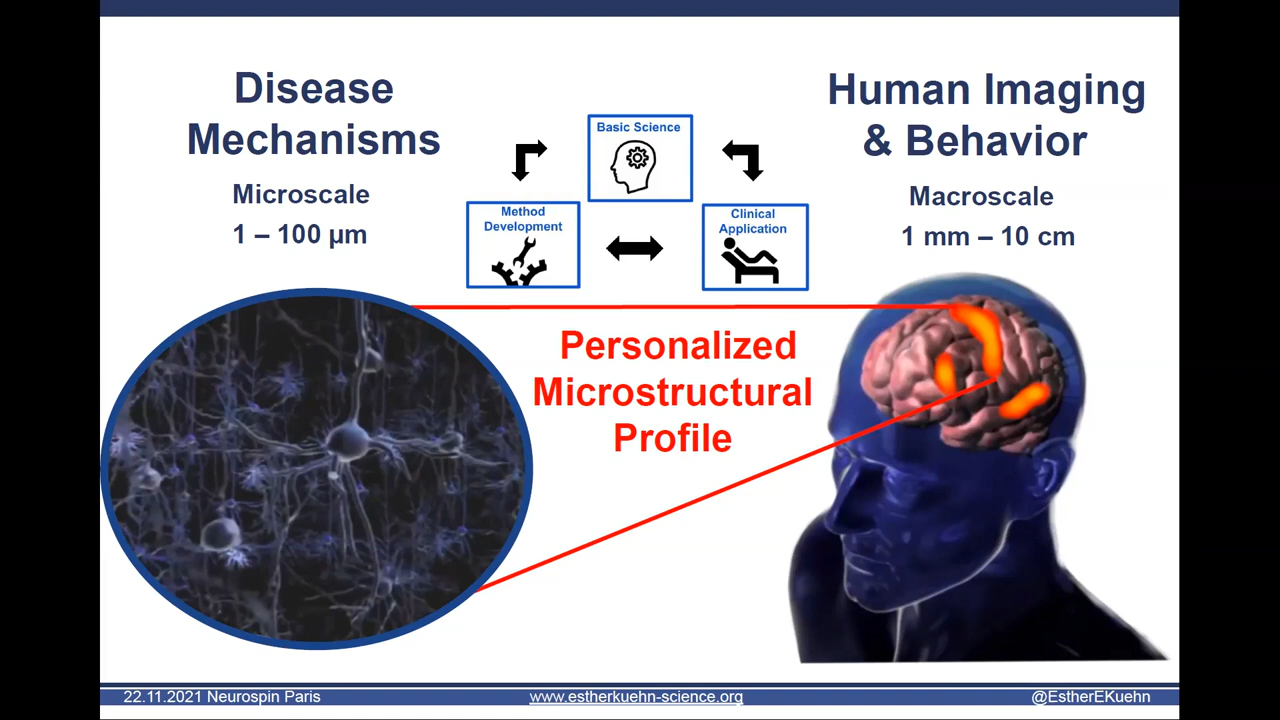 Disease
Mechanisms
Microscale
1 – 100 µm
Basic Science
Method
Development
Clinical
Application
Human Imaging
& Behavior
Macroscale
1 mm – 10 cm
Personalized
Microstructural
Profile
22.11.2021 Neurospin Paris
www.estherkuehn-science.org
@EstherEKuehn